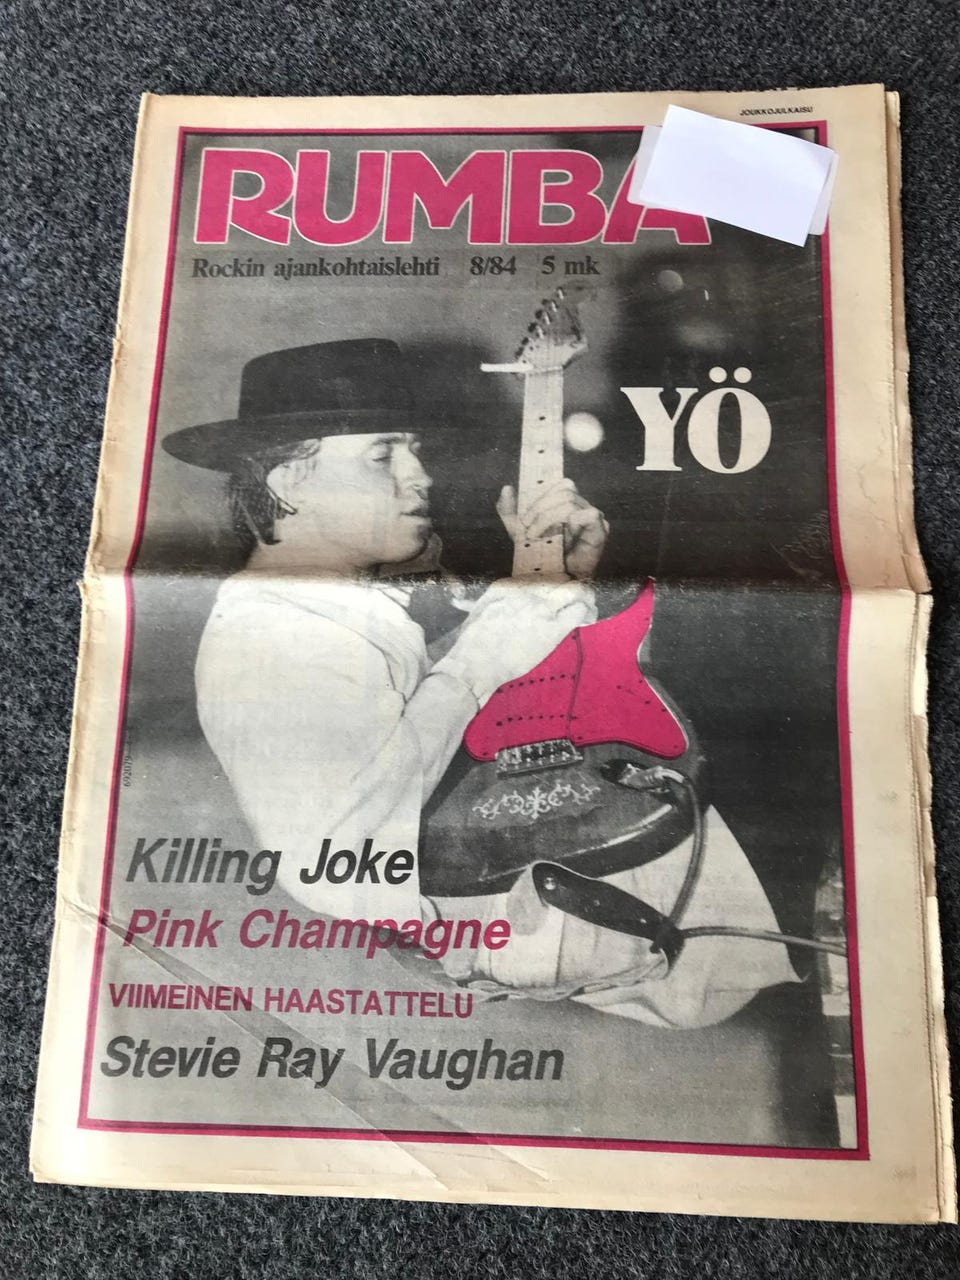 JOUKKOJULKAISU
RUMBA
Rockin ajankohtaislehti 8/84 5 mk
YÖ
Killing Joke
Pink Champagne
VIIMEINEN HAASTATTELU
Stevie Ray Vaughan